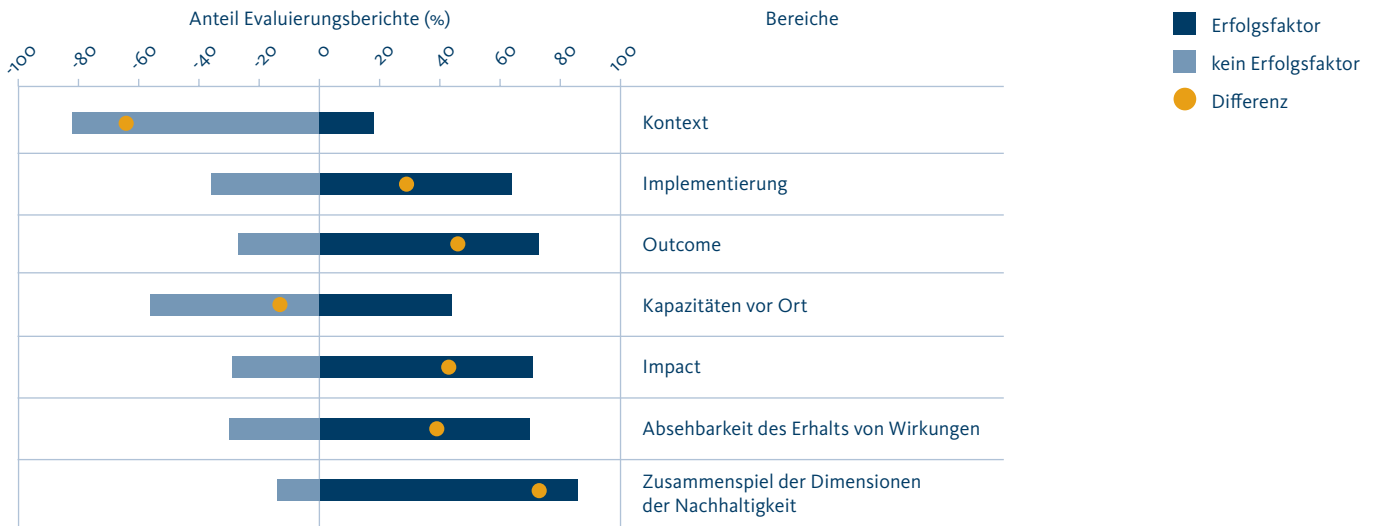 Anteil Evaluierungsberichte (%)
Bereiche
-100
-80
-60
-40
-20
0
20
40
60
80
100
Erfolgsfaktor
kein Erfolgsfaktor
Differenz
Kontext
Implementierung
Outcome
Kapazitäten vor Ort
Impact
Absehbarkeit des Erhalts von Wirkungen
Zusammenspiel der Dimensionen
der Nachhaltigkeit